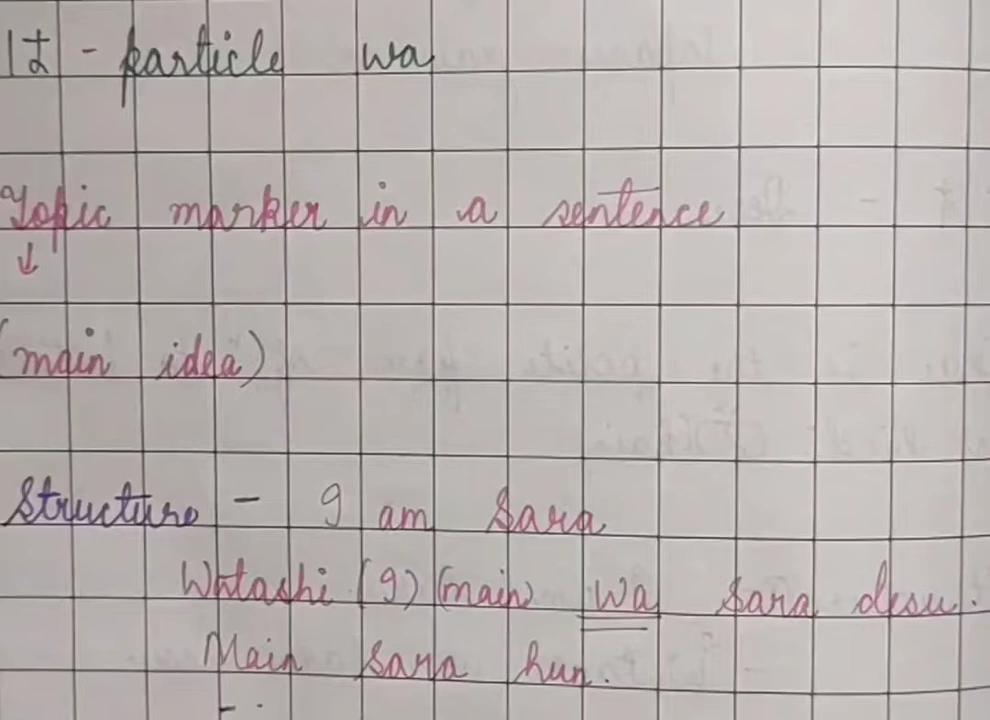 は - particle wa
Topic marker in a sentence
↓
(main idea)
Structure - I am Sara
Watashi (I) (main) wa Sara desu.
Main Sara hun.